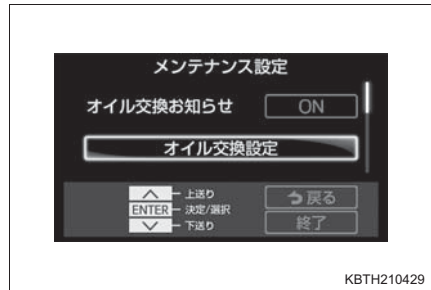 メンテナンス設定
オイル交換お知らせ ON
オイル交換設定
上送り
ENTER 決定/選択
下送り
戻る
終了
KBTH210429